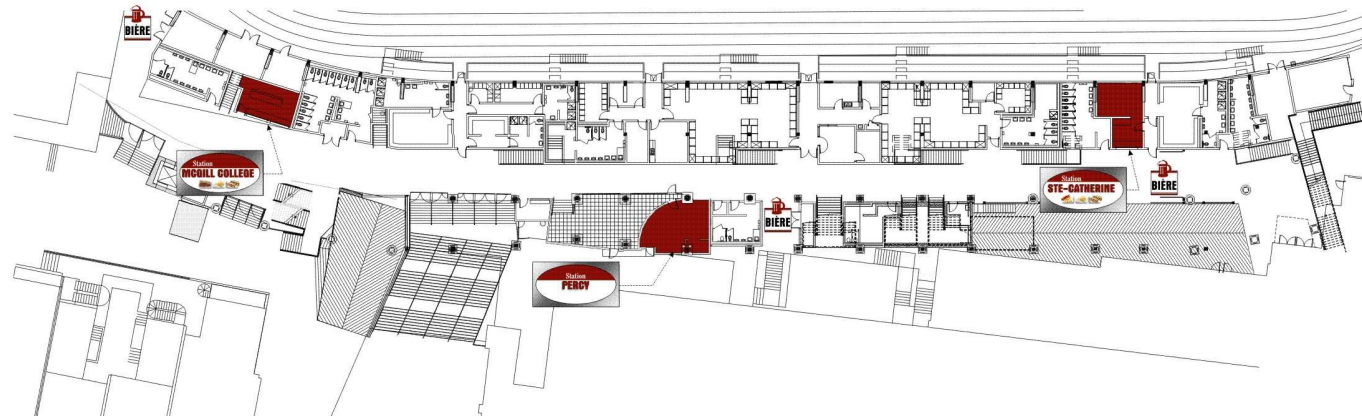 BIÈRE
Station
MCGILL COLLEGE
Station
STE-CATHERINE
BIÈRE
BIÈRE
Station
PERCY